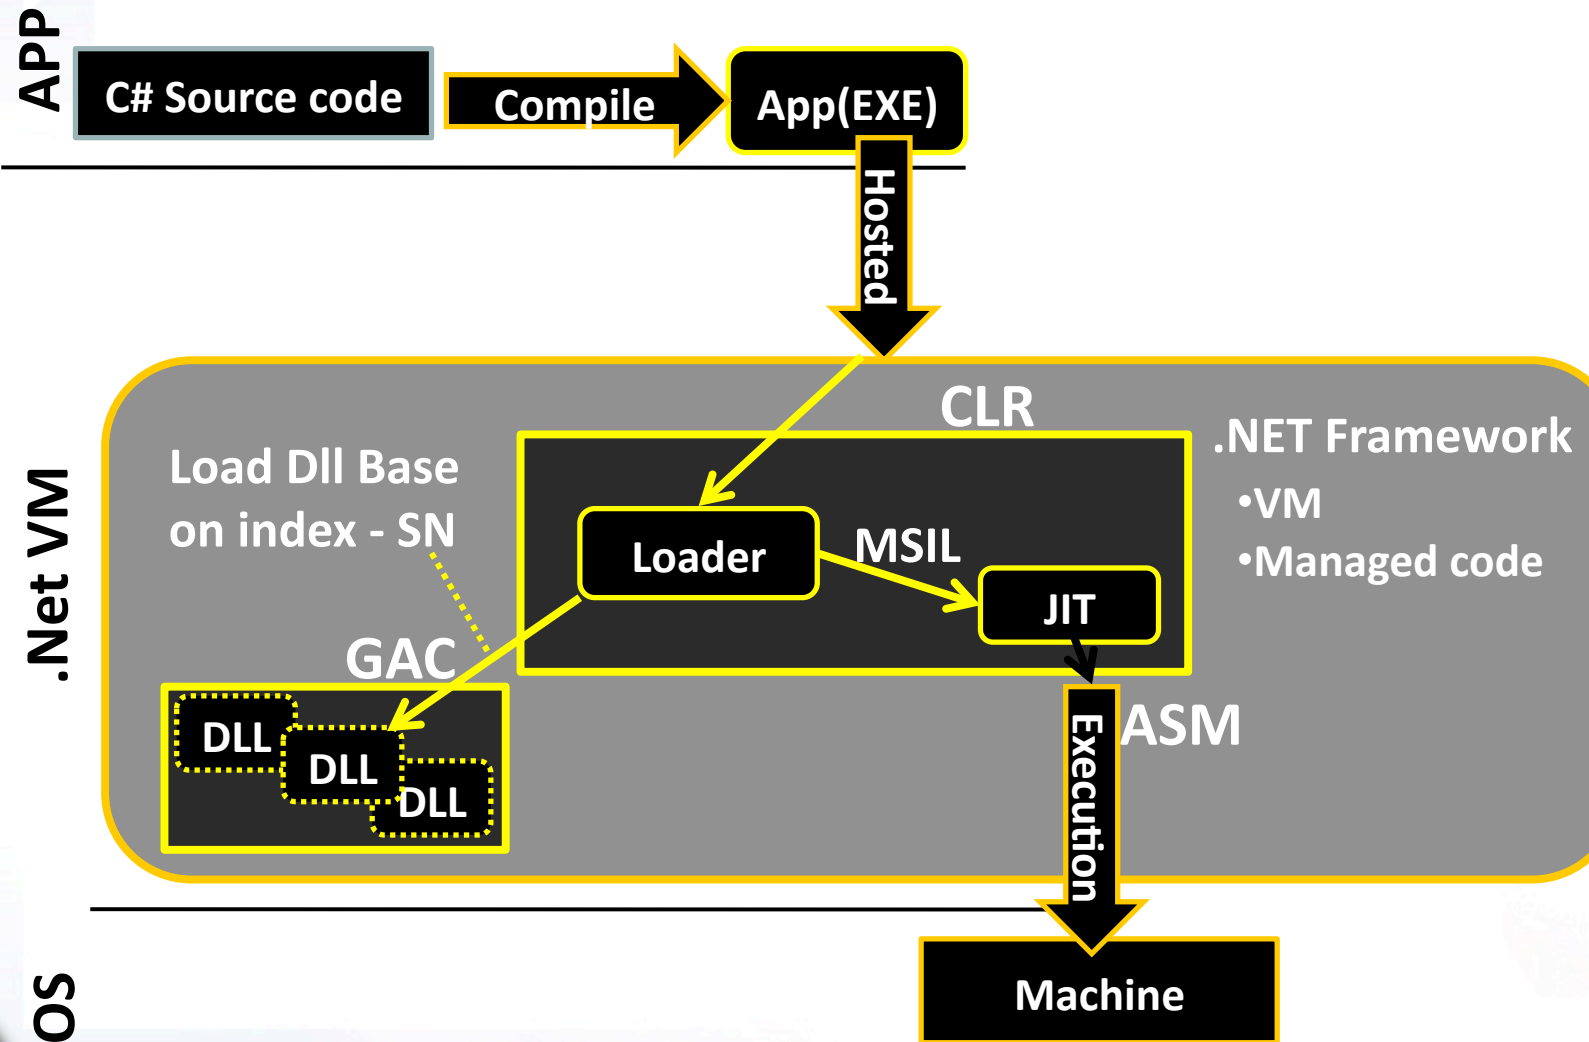 APP
C# Source code
Compile
App(EXE)
Hosted
.Net VM
CLR
.NET Framework
•VM
•Managed code
Load Dll Base
on index - SN
Loader
MSIL
JIT
GAC
DLL
DLL
DLL
ASM
Execution
OS
Machine